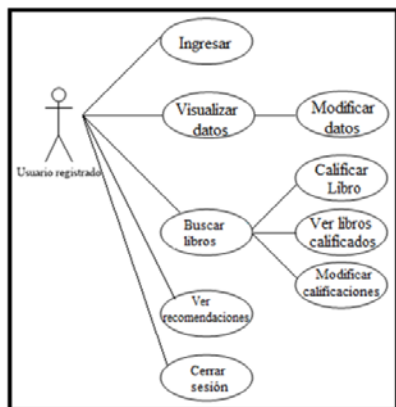 Ingresar
Visualizar
datos
Modificar
datos
Usuario registrado
Calificar
Libro
Buscar
libros
Ver libros
calificados
Modificar
calificaciones
Ver
recomendaciones
Cerrar
sesión